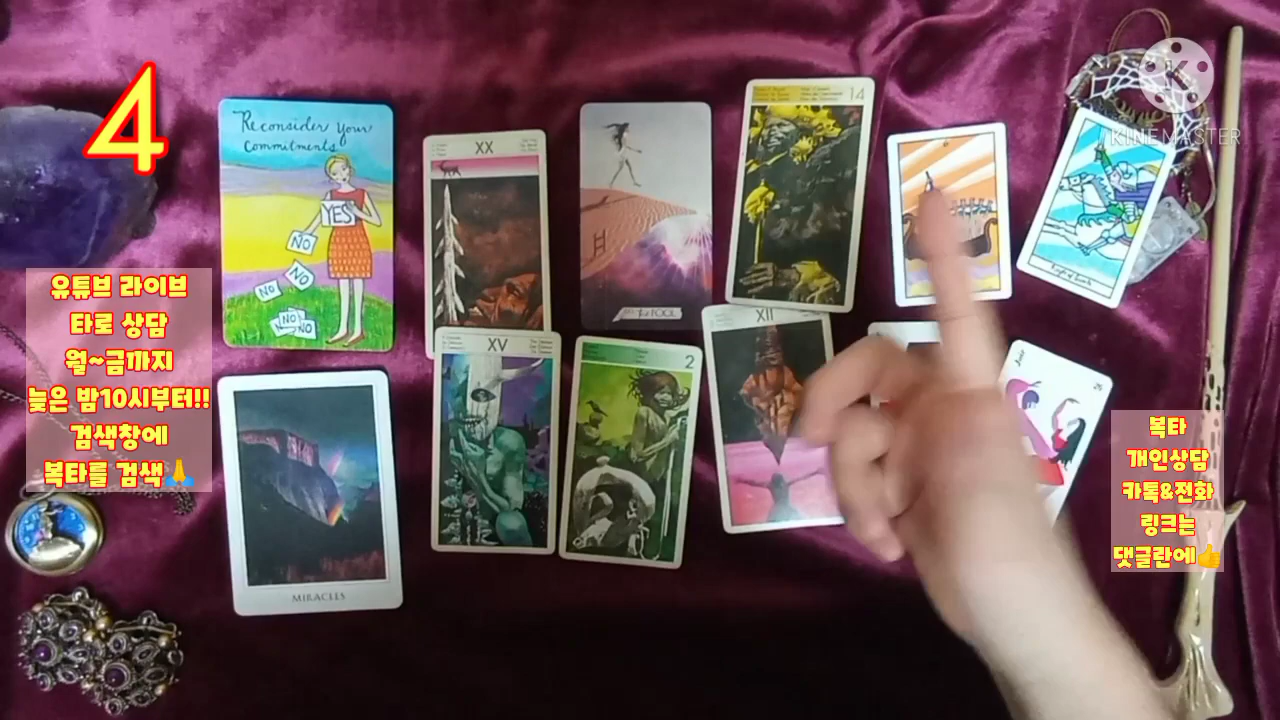 4
Reconsider Your
Commitments
YES!
NO
NO
NO
NO
NO
XX
The FOOL
14
KINEMASTER
유튜브 라이브
타로 상담
월~금까지
늦은 밤10시부터!!
검색창에
복타를 검색🙏
XV
2
XII
복타
개인상담
카톡&전화
링크는
댓글란에👍
MIRACLES